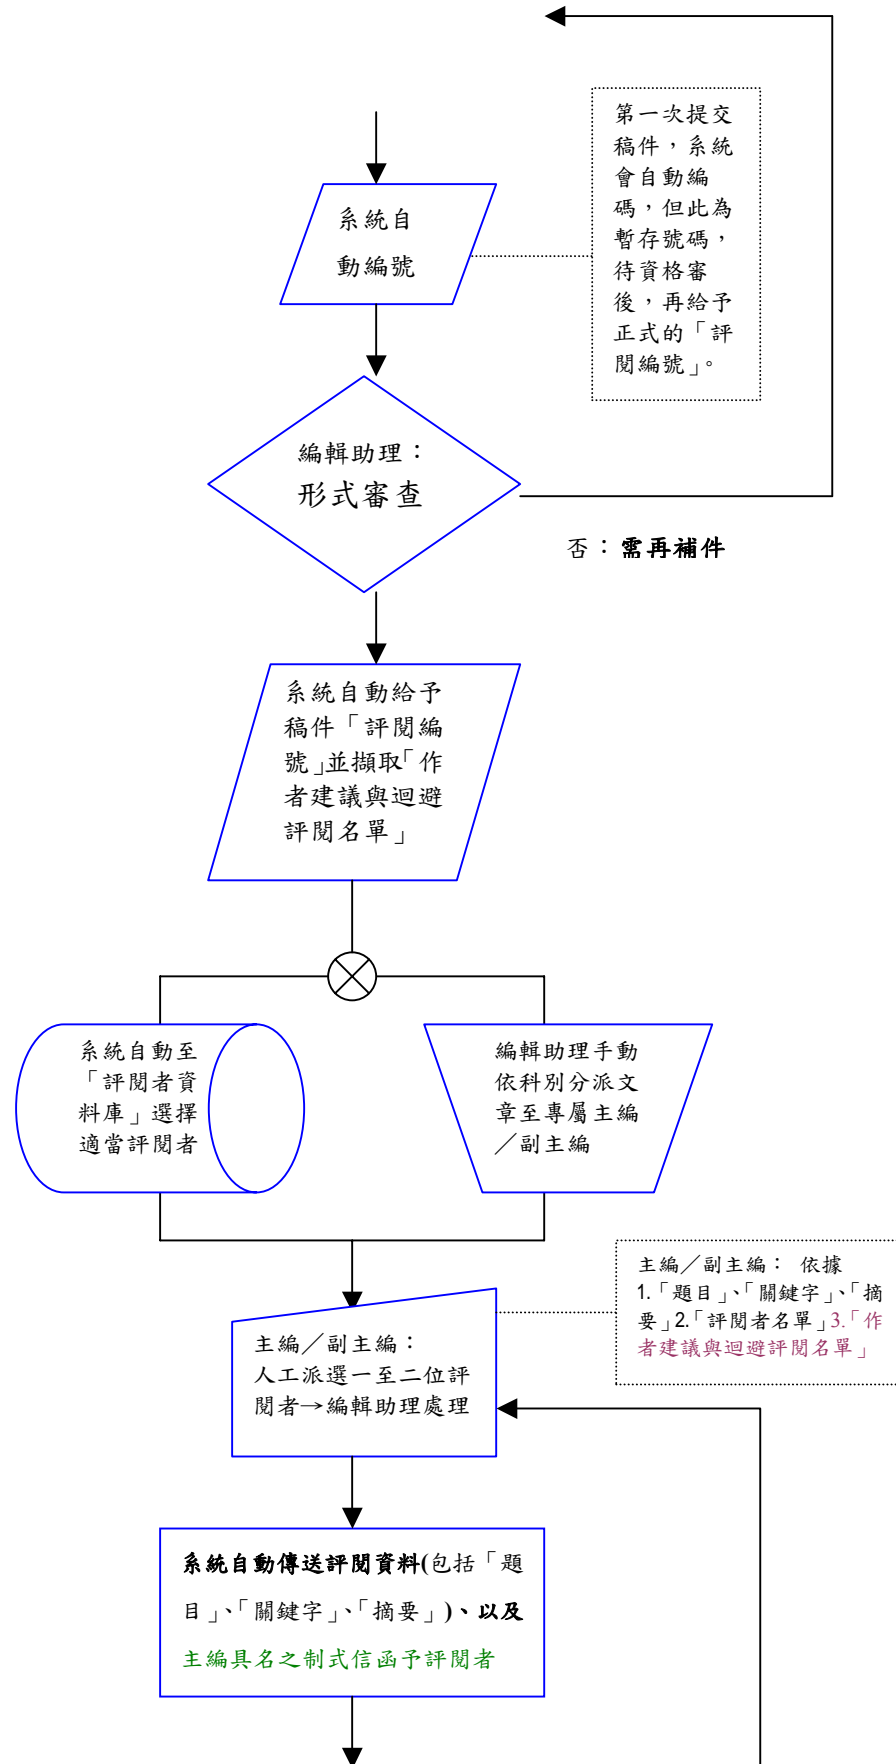 第一次提交
稿件，系統
會自動編
碼，但此為
暫存號碼，
待資格審
後，再給予
正式的「評
閱編號」。
系統自
動編號
編輯助理：
形式審查
否：需再補件
系統自動給予
稿件「評閱編
號」並擷取「作
者建議與迴避
評閱名單」
系統自動至
「評閱者資
料庫」選擇
適當評閱者
編輯助理手動
依科別分派文
章至專屬主編
／副主編
主編／副主編： 依據
1.「題目」、「關鍵字」、「摘
要」2.「評閱者名單」3.「作
者建議與迴避評閱名單」
主編／副主編：
人工派選一至二位評
閱者→編輯助理處理
系統自動傳送評閱資料(包括「題
目」、「關鍵字」、「摘要」)、以及
主編具名之制式信函予評閱者